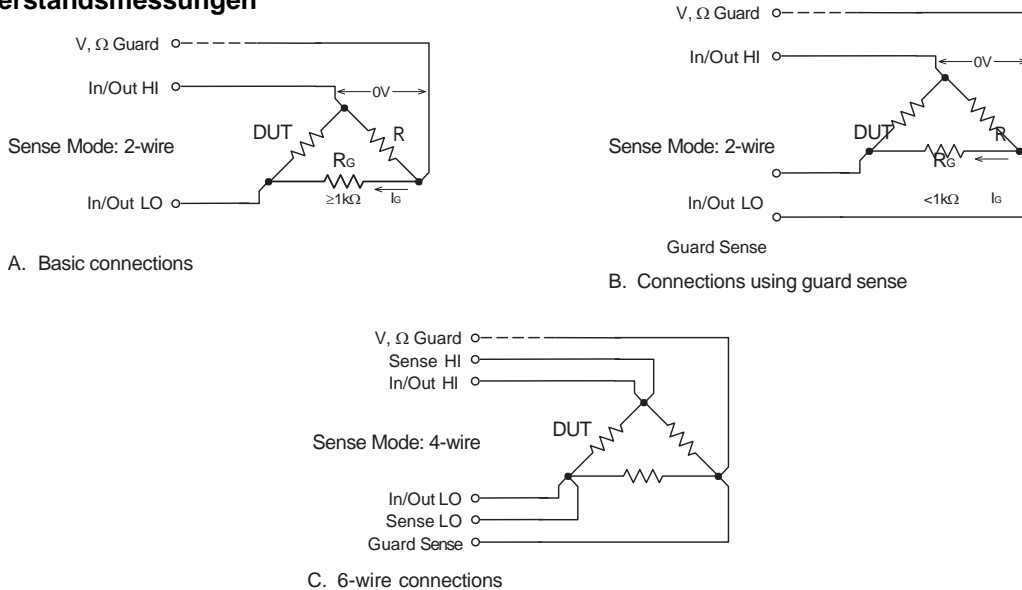 erstandsmessungen
V, Ω Guard
In/Out HI
0V
DUT
R
Sense Mode: 2-wire
RG
≥1kΩ
IG
In/Out LO
A. Basic connections
V, Ω Guard
In/Out HI
0V
DUT
R
Sense Mode: 2-wire
RG
In/Out LO
<1kΩ
IG
Guard Sense
B. Connections using guard sense
V, Ω Guard
Sense HI
In/Out HI
DUT
Sense Mode: 4-wire
In/Out LO
Sense LO
Guard Sense
C. 6-wire connections